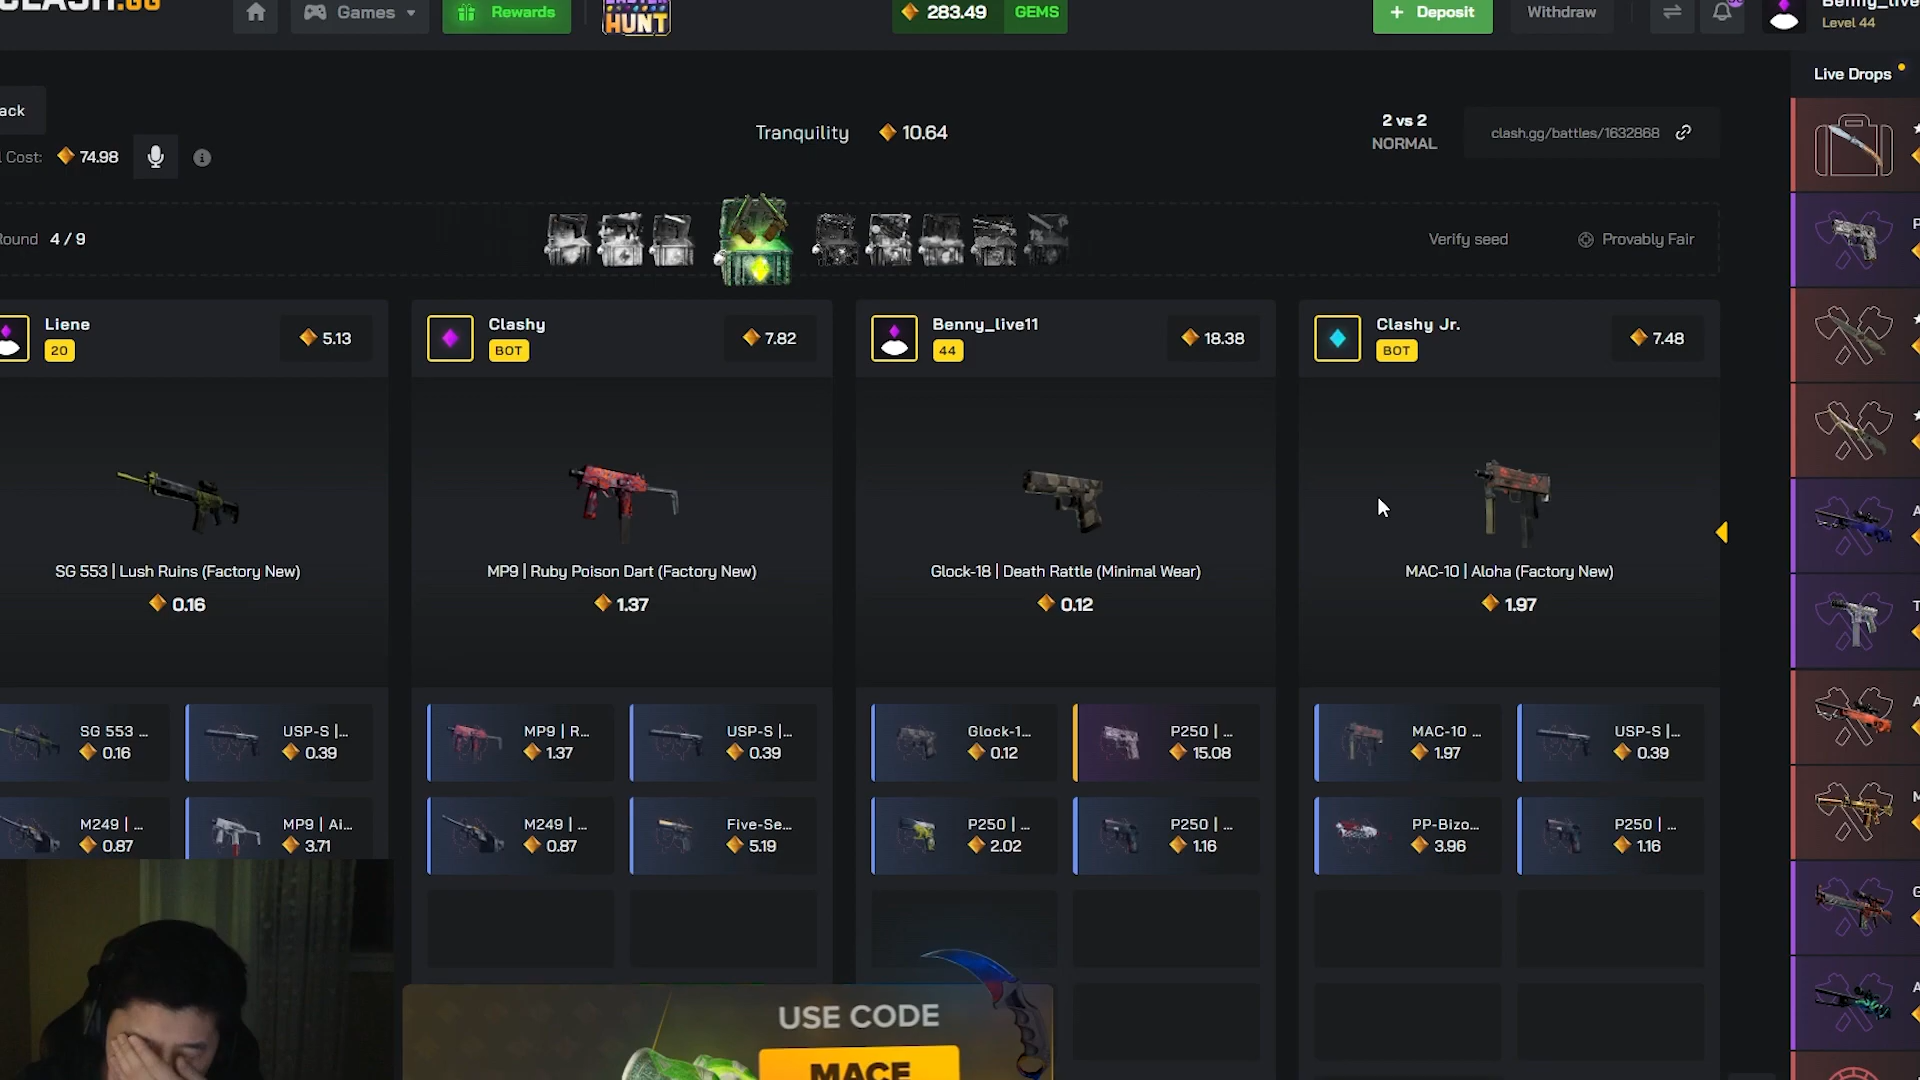 CLASH.GG
Games
Rewards
HUNT
283.49
GEMS
+ Deposit
Withdraw
Benny_live
Level 44
Live Drops
ack
l Cost:
74.98
Tranquility
10.64
2 vs 2
NORMAL
clash.gg/battles/1632868
Round 4 / 9
Verify seed
Provably Fair
Liene
20
5.13
Clashy
BOT
7.82
Benny_live11
44
18.38
Clashy Jr.
BOT
7.48
SG 553 | Lush Ruins (Factory New)
0.16
MP9 | Ruby Poison Dart (Factory New)
1.37
Glock-18 | Death Rattle (Minimal Wear)
0.12
MAC-10 | Aloha (Factory New)
1.97
SG 553 ...
0.16
USP-S |...
0.39
MP9 | R...
1.37
USP-S |...
0.39
Glock-1...
0.12
P250 | ...
15.08
MAC-10 ...
1.97
USP-S |...
0.39
M249 | ...
0.87
MP9 | Ai...
3.71
M249 | ...
0.87
Five-Se...
5.19
P250 | ...
2.02
P250 | ...
1.16
PP-Bizo...
3.96
P250 | ...
1.16
USE CODE
MACE